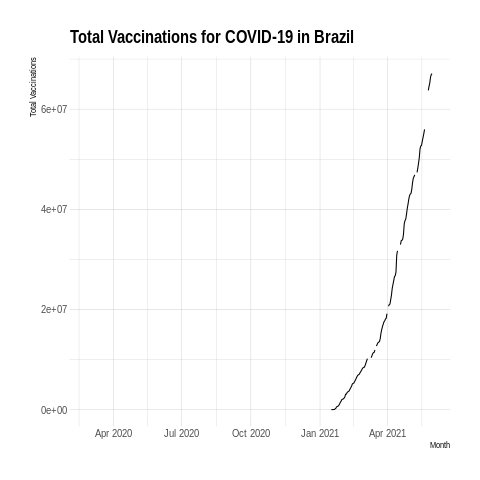 Total Vaccinations for COVID-19 in Brazil
Total Vaccinations
6e+07
4e+07
2e+07
0e+00
Apr 2020 Jul 2020 Oct 2020 Jan 2021 Apr 2021
Month